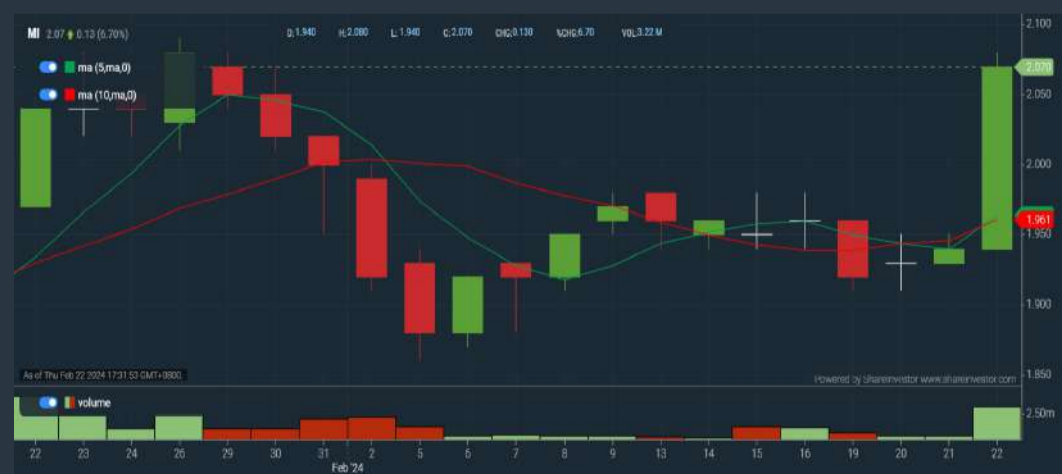 MI 2.07 0.13 (6.70%) O:1.940 H:2.080 L:1.940 C:2.070 CHG:0.130 %CHG:6.70 VOL:3.22 M
ma (5,ma,0)
ma (10,ma,0)
2.100
2.070
2.050
2.000
1.961
1.950
1.900
1.850
As of Thu Feb 22 2024 17:31:53 GMT+0800.
Powered by ShareInvestor www.shareinvestor.com
volume
2.50m
22 23 24 26 29 30 31 2 5 6 7 8 9 13 14 15 16 19 20 21 22
Feb '24